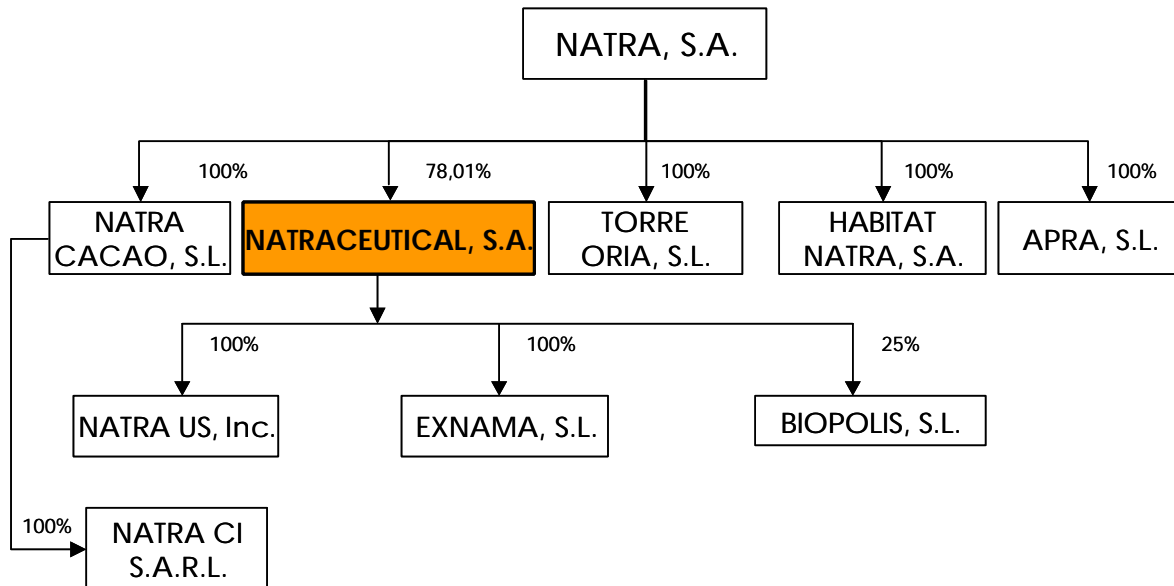 NATRA, S.A.
100%
78,01%
100%
100%
100%
NATRA
CACAO, S.L.
NATRACEUTICAL, S.A.
TORRE
ORIA, S.L.
HABITAT
NATRA, S.A.
APRA, S.L.
100%
100%
25%
NATRA US, Inc.
EXNAMA, S.L.
BIOPOLIS, S.L.
100%
NATRA CI
S.A.R.L.